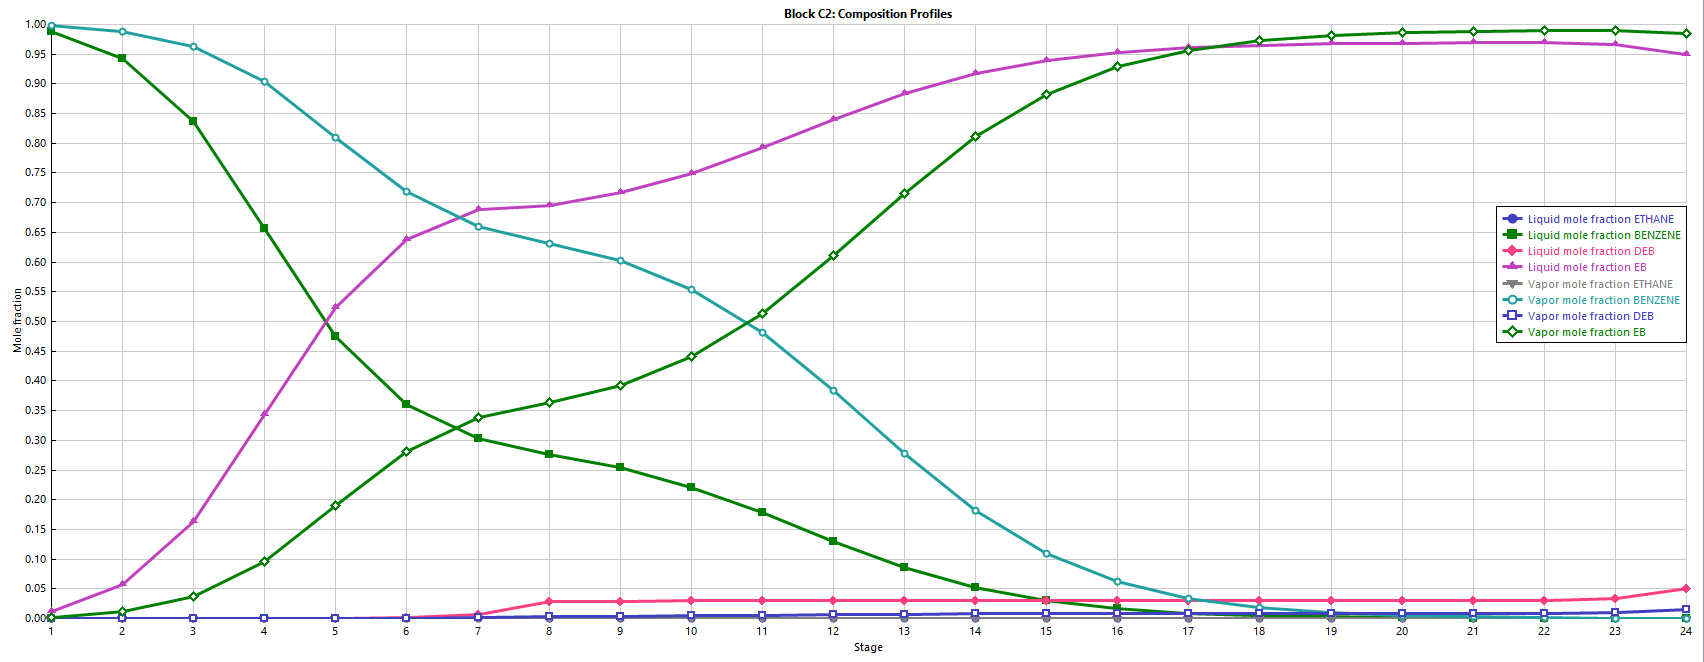 Block C2: Composition Profiles
1.00
0.95
0.90
0.85
0.80
0.75
0.70
0.65
0.60
0.55
0.50
0.45
0.40
0.35
0.30
0.25
0.20
0.15
0.10
0.05
0.00
Mole fraction
Liquid mole fraction ETHANE
Liquid mole fraction BENZENE
Liquid mole fraction DEB
Liquid mole fraction EB
Vapor mole fraction ETHANE
Vapor mole fraction BENZENE
Vapor mole fraction DEB
Vapor mole fraction EB
1 2 3 4 5 6 7 8 9 10 11 12 13 14 15 16 17 18 19 20 21 22 23 24
Stage